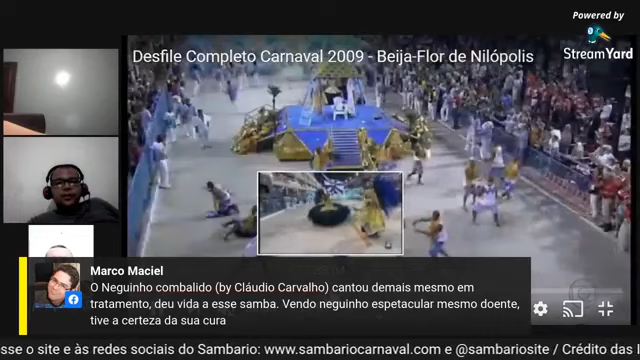 Powered by
StreamYard
Desfile Completo Carnaval 2009 - Beija-Flor de Nilópolis
Marco Maciel
O Neguinho combalido (by Cláudio Carvalho) cantou demais mesmo em
tratamento, deu vida a esse samba. Vendo neguinho espetacular mesmo doente,
tive a certeza da sua cura
sse o site e às redes sociais do Sambario: www.sambariocarnaval.com e @sambariosite / Crédito das